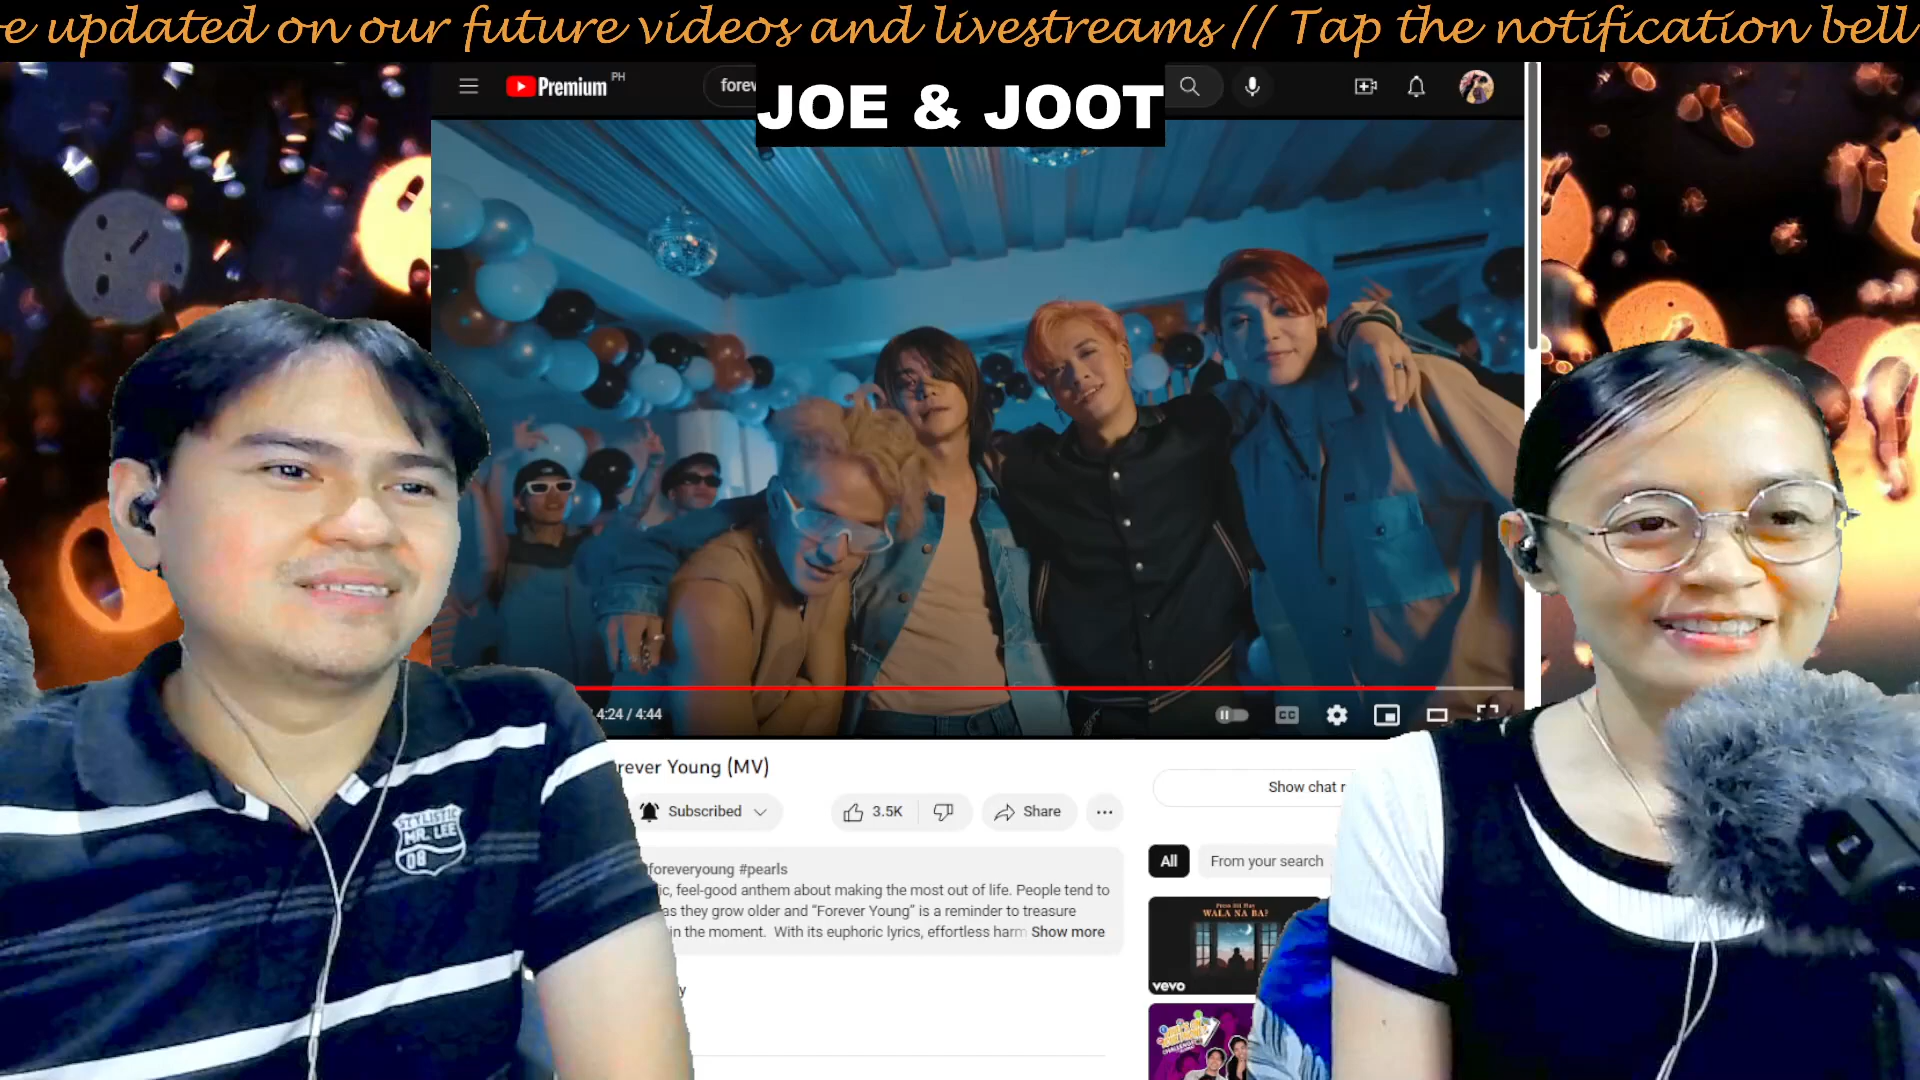 e updated on our future videos and livestreams // Tap the notification bell
Premium PH
forev
JOE & JOOT
4:24 / 4:44
CC
rever Young (MV)
Subscribed
3.5K
Share
Show chat r
#foreveryoung #pearls
ic, feel-good anthem about making the most out of life. People tend to
as they grow older and “Forever Young” is a reminder to treasure
in the moment. With its euphoric lyrics, effortless harm Show more
y
All
From your search
WALA NA BA?
vevo
STYLISTIC
MR. LEE
08